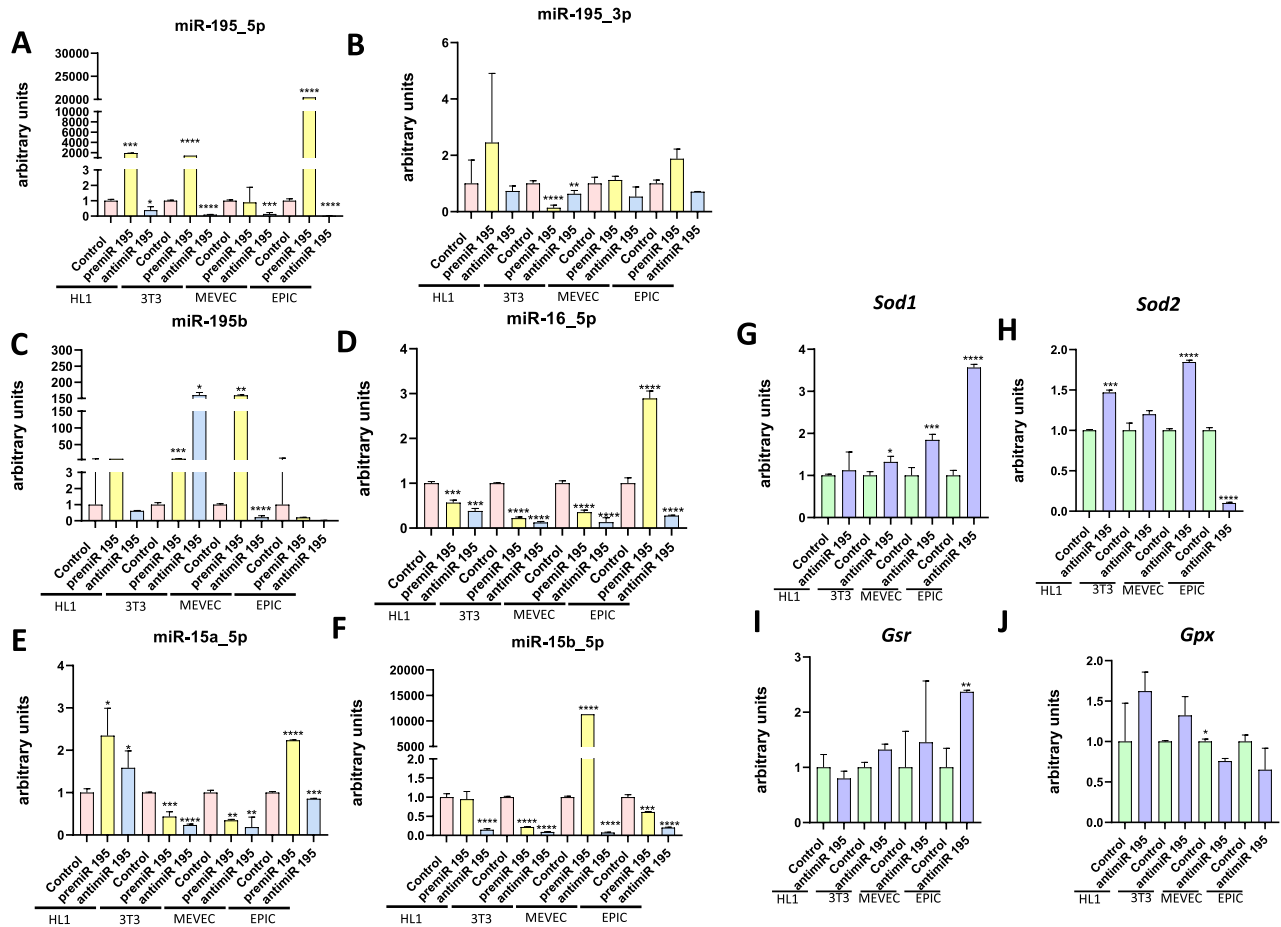 A
miR-195_5p
arbitrary units
30000
20000
10000
8000
6000
4000
2000
3
2
1
0
*** * **** **** *** **** ****
Control premiR 195 antimiR 195 Control premiR 195 antimiR 195 Control premiR 195 antimiR 195 Control premiR 195 antimiR 195
HL1 3T3 MEVEC EPIC
B
miR-195_3p
arbitrary units
6
4
2
0
**** **
Control premiR 195 antimiR 195 Control premiR 195 antimiR 195 Control premiR 195 antimiR 195 Control premiR 195 antimiR 195
HL1 3T3 MEVEC EPIC
C
miR-195b
arbitrary units
300
250
200
150
150
100
50
4
3
2
1
0
*** * ** ****
Control premiR 195 antimiR 195 Control premiR 195 antimiR 195 Control premiR 195 antimiR 195 Control premiR 195 antimiR 195
HL1 3T3 MEVEC EPIC
D
miR-16_5p
arbitrary units
4
3
2
1
0
*** *** **** **** **** **** **** ****
Control premiR 195 antimiR 195 Control premiR 195 antimiR 195 Control premiR 195 antimiR 195 Control premiR 195 antimiR 195
HL1 3T3 MEVEC EPIC
E
miR-15a_5p
arbitrary units
4
3
2
1
0
* * *** **** ** ** **** ***
Control premiR 195 antimiR 195 Control premiR 195 antimiR 195 Control premiR 195 antimiR 195 Control premiR 195 antimiR 195
HL1 3T3 MEVEC EPIC
F
miR-15b_5p
arbitrary units
20000
15000
10000
5000
2.0
1.5
1.0
0.5
0.0
**** **** **** **** **** *** ****
Control premiR 195 antimiR 195 Control premiR 195 antimiR 195 Control premiR 195 antimiR 195 Control premiR 195 antimiR 195
HL1 3T3 MEVEC EPIC
G
Sod1
arbitrary units
4
3
2
1
0
* *** ****
Control antimiR 195 Control antimiR 195 Control antimiR 195 Control antimiR 195
HL1 3T3 MEVEC EPIC
H
Sod2
arbitrary units
2.0
1.5
1.0
0.5
0.0
*** **** ****
Control antimiR 195 Control antimiR 195 Control antimiR 195 Control antimiR 195
HL1 3T3 MEVEC EPIC
I
Gsr
arbitrary units
3
2
1
0
**
Control antimiR 195 Control antimiR 195 Control antimiR 195 Control antimiR 195
HL1 3T3 MEVEC EPIC
J
Gpx
arbitrary units
2.0
1.5
1.0
0.5
0.0
*
Control antimiR 195 Control antimiR 195 Control antimiR 195 Control antimiR 195
HL1 3T3 MEVEC EPIC